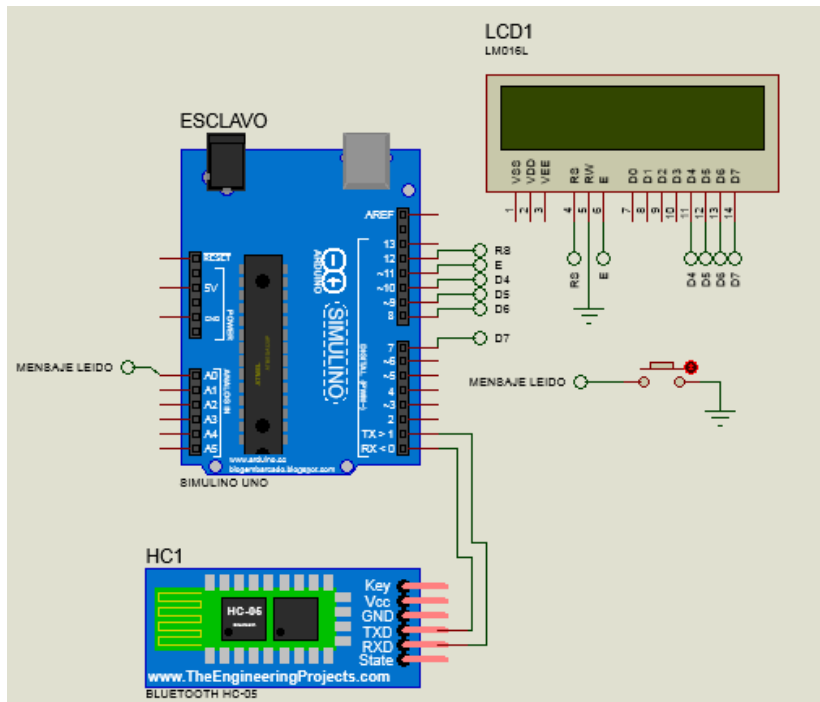 LCD1
LM016L
VSS
VDD
VEE
RS
RW
E
D0
D1
D2
D3
D4
D5
D6
D7
1
2
3
4
5
6
7
8
9
10
11
12
13
14
RS
E
D4
D5
D6
D7
ESCLAVO
AREF
13
12
~11
~10
~9
8
7
~6
~5
4
~3
2
TX > 1
RX < 0
RESET
5V
GND
POWER
A0
A1
A2
A3
A4
A5
ANALOG IN
ARDUINO
SIMULINO
DIGITAL (PWM~)
RS
E
D4
D5
D6
D7
MENSAJE LEIDO
MENSAJE LEIDO
www.arduino.cc
blogembarcado.blogspot.com
SIMULINO UNO
HC1
HC-05
Key
Vcc
GND
TXD
RXD
State
www.TheEngineeringProjects.com
BLUETOOTH HC-05